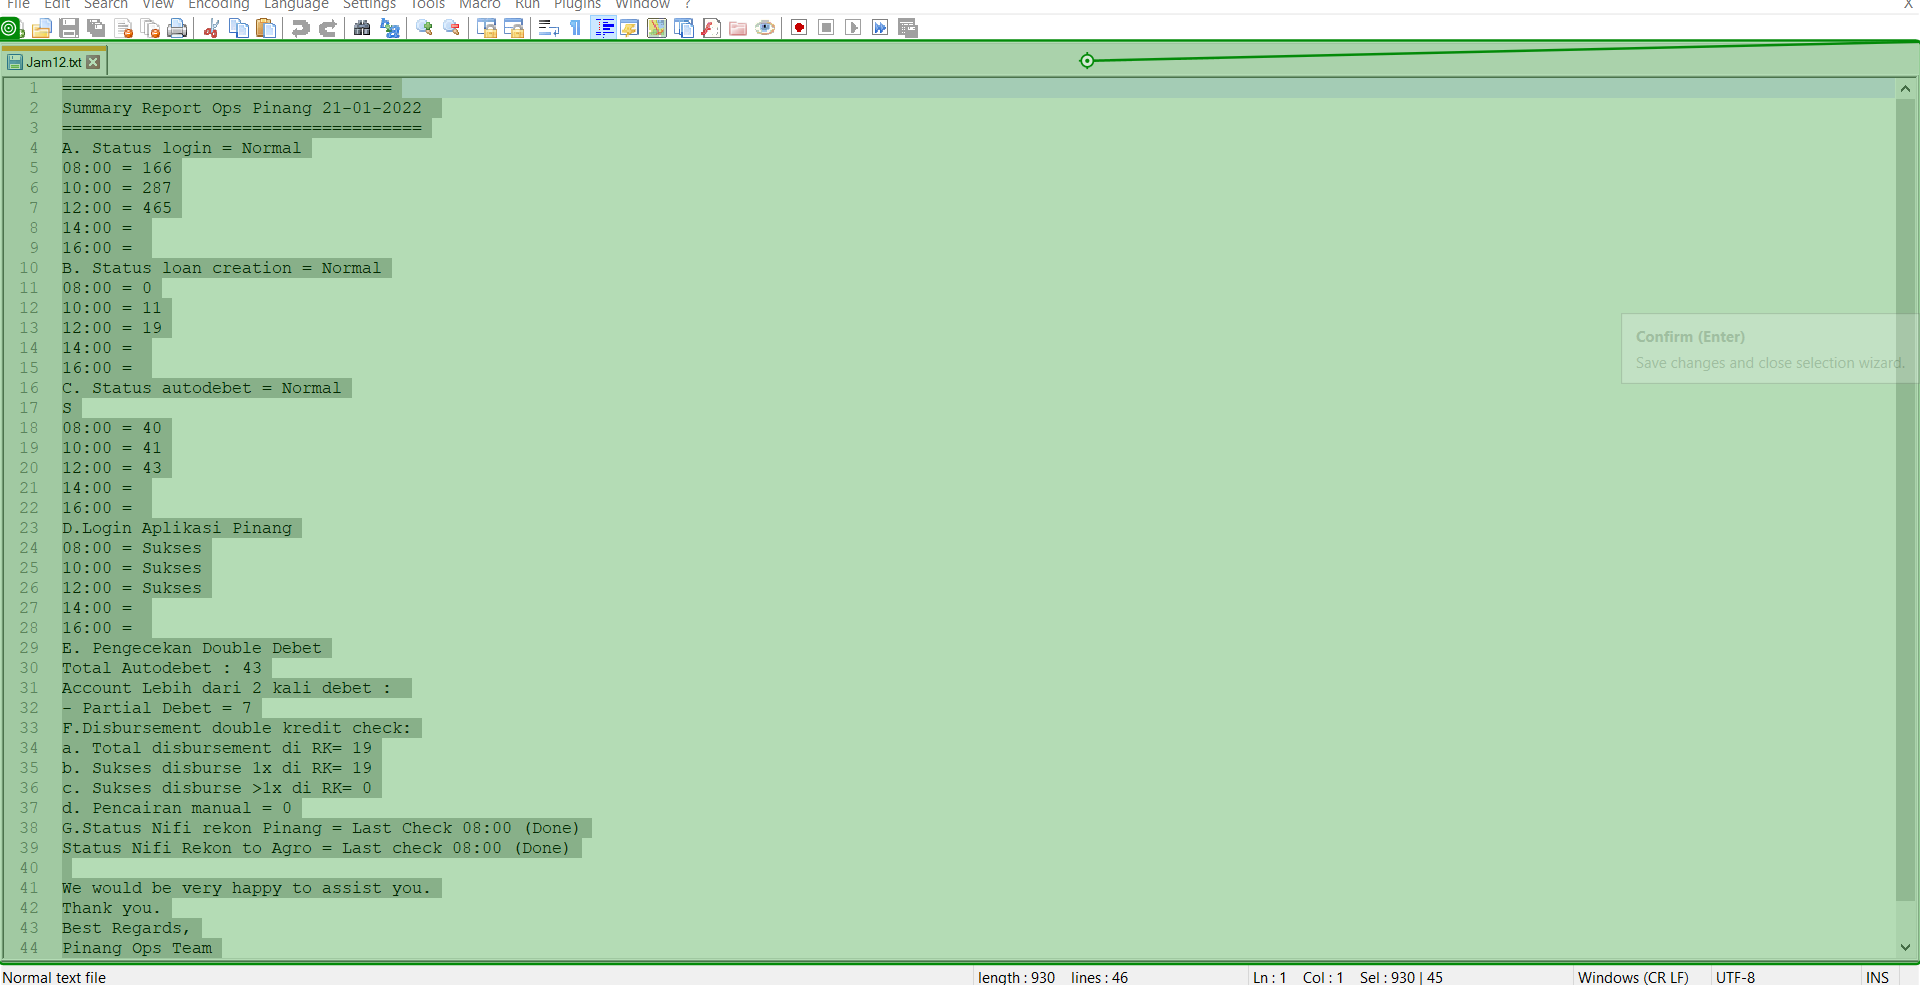 File Edit Search View Encoding Language Settings Tools Macro Run Plugins Window ? X
Jam12.txt
1 =================================
2 Summary Report Ops Pinang 21-01-2022
3 ====================================
4 A. Status login = Normal
5 08:00 = 166
6 10:00 = 287
7 12:00 = 465
8 14:00 =
9 16:00 =
10 B. Status loan creation = Normal
11 08:00 = 0
12 10:00 = 11
13 12:00 = 19
14 14:00 =
15 16:00 =
16 C. Status autodebet = Normal
17 S
18 08:00 = 40
19 10:00 = 41
20 12:00 = 43
21 14:00 =
22 16:00 =
23 D.Login Aplikasi Pinang
24 08:00 = Sukses
25 10:00 = Sukses
26 12:00 = Sukses
27 14:00 =
28 16:00 =
29 E. Pengecekan Double Debet
30 Total Autodebet : 43
31 Account Lebih dari 2 kali debet :
32 - Partial Debet = 7
33 F.Disbursement double kredit check:
34 a. Total disbursement di RK= 19
35 b. Sukses disburse 1x di RK= 19
36 c. Sukses disburse >1x di RK= 0
37 d. Pencairan manual = 0
38 G.Status Nifi rekon Pinang = Last Check 08:00 (Done)
39 Status Nifi Rekon to Agro = Last check 08:00 (Done)
40
41 We would be very happy to assist you.
42 Thank you.
43 Best Regards,
44 Pinang Ops Team
Confirm (Enter)
Save changes and close selection wizard.
Normal text file length : 930 lines : 46 Ln : 1 Col : 1 Sel : 930 | 45 Windows (CR LF) UTF-8 INS